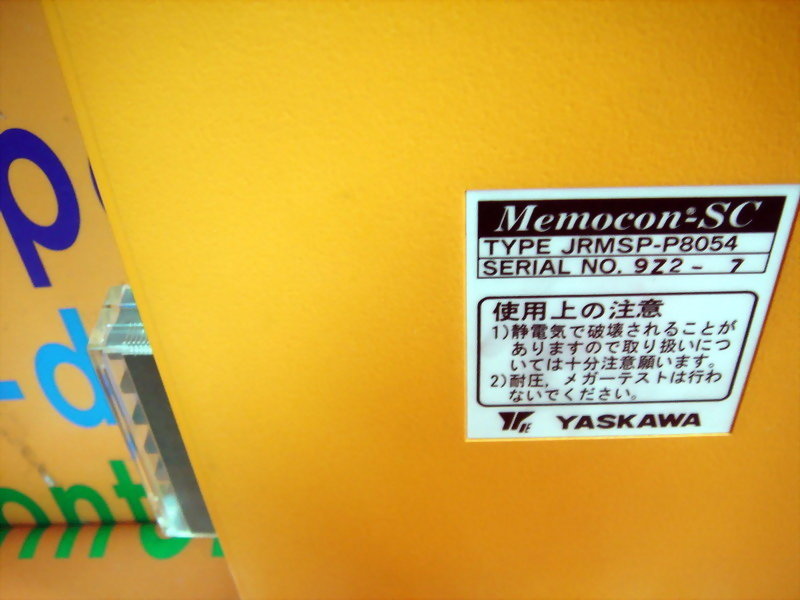 Memocon®-SC
TYPE JRMSP-P8054
SERIAL NO. 9Z2 - 7
使用上の注意
1)静電気で破壊されることが
ありますので取り扱いにつ
いては十分注意願います。
2)耐圧,メガーテストは行わ
ないでください。
YASKAWA
p
-d
ont